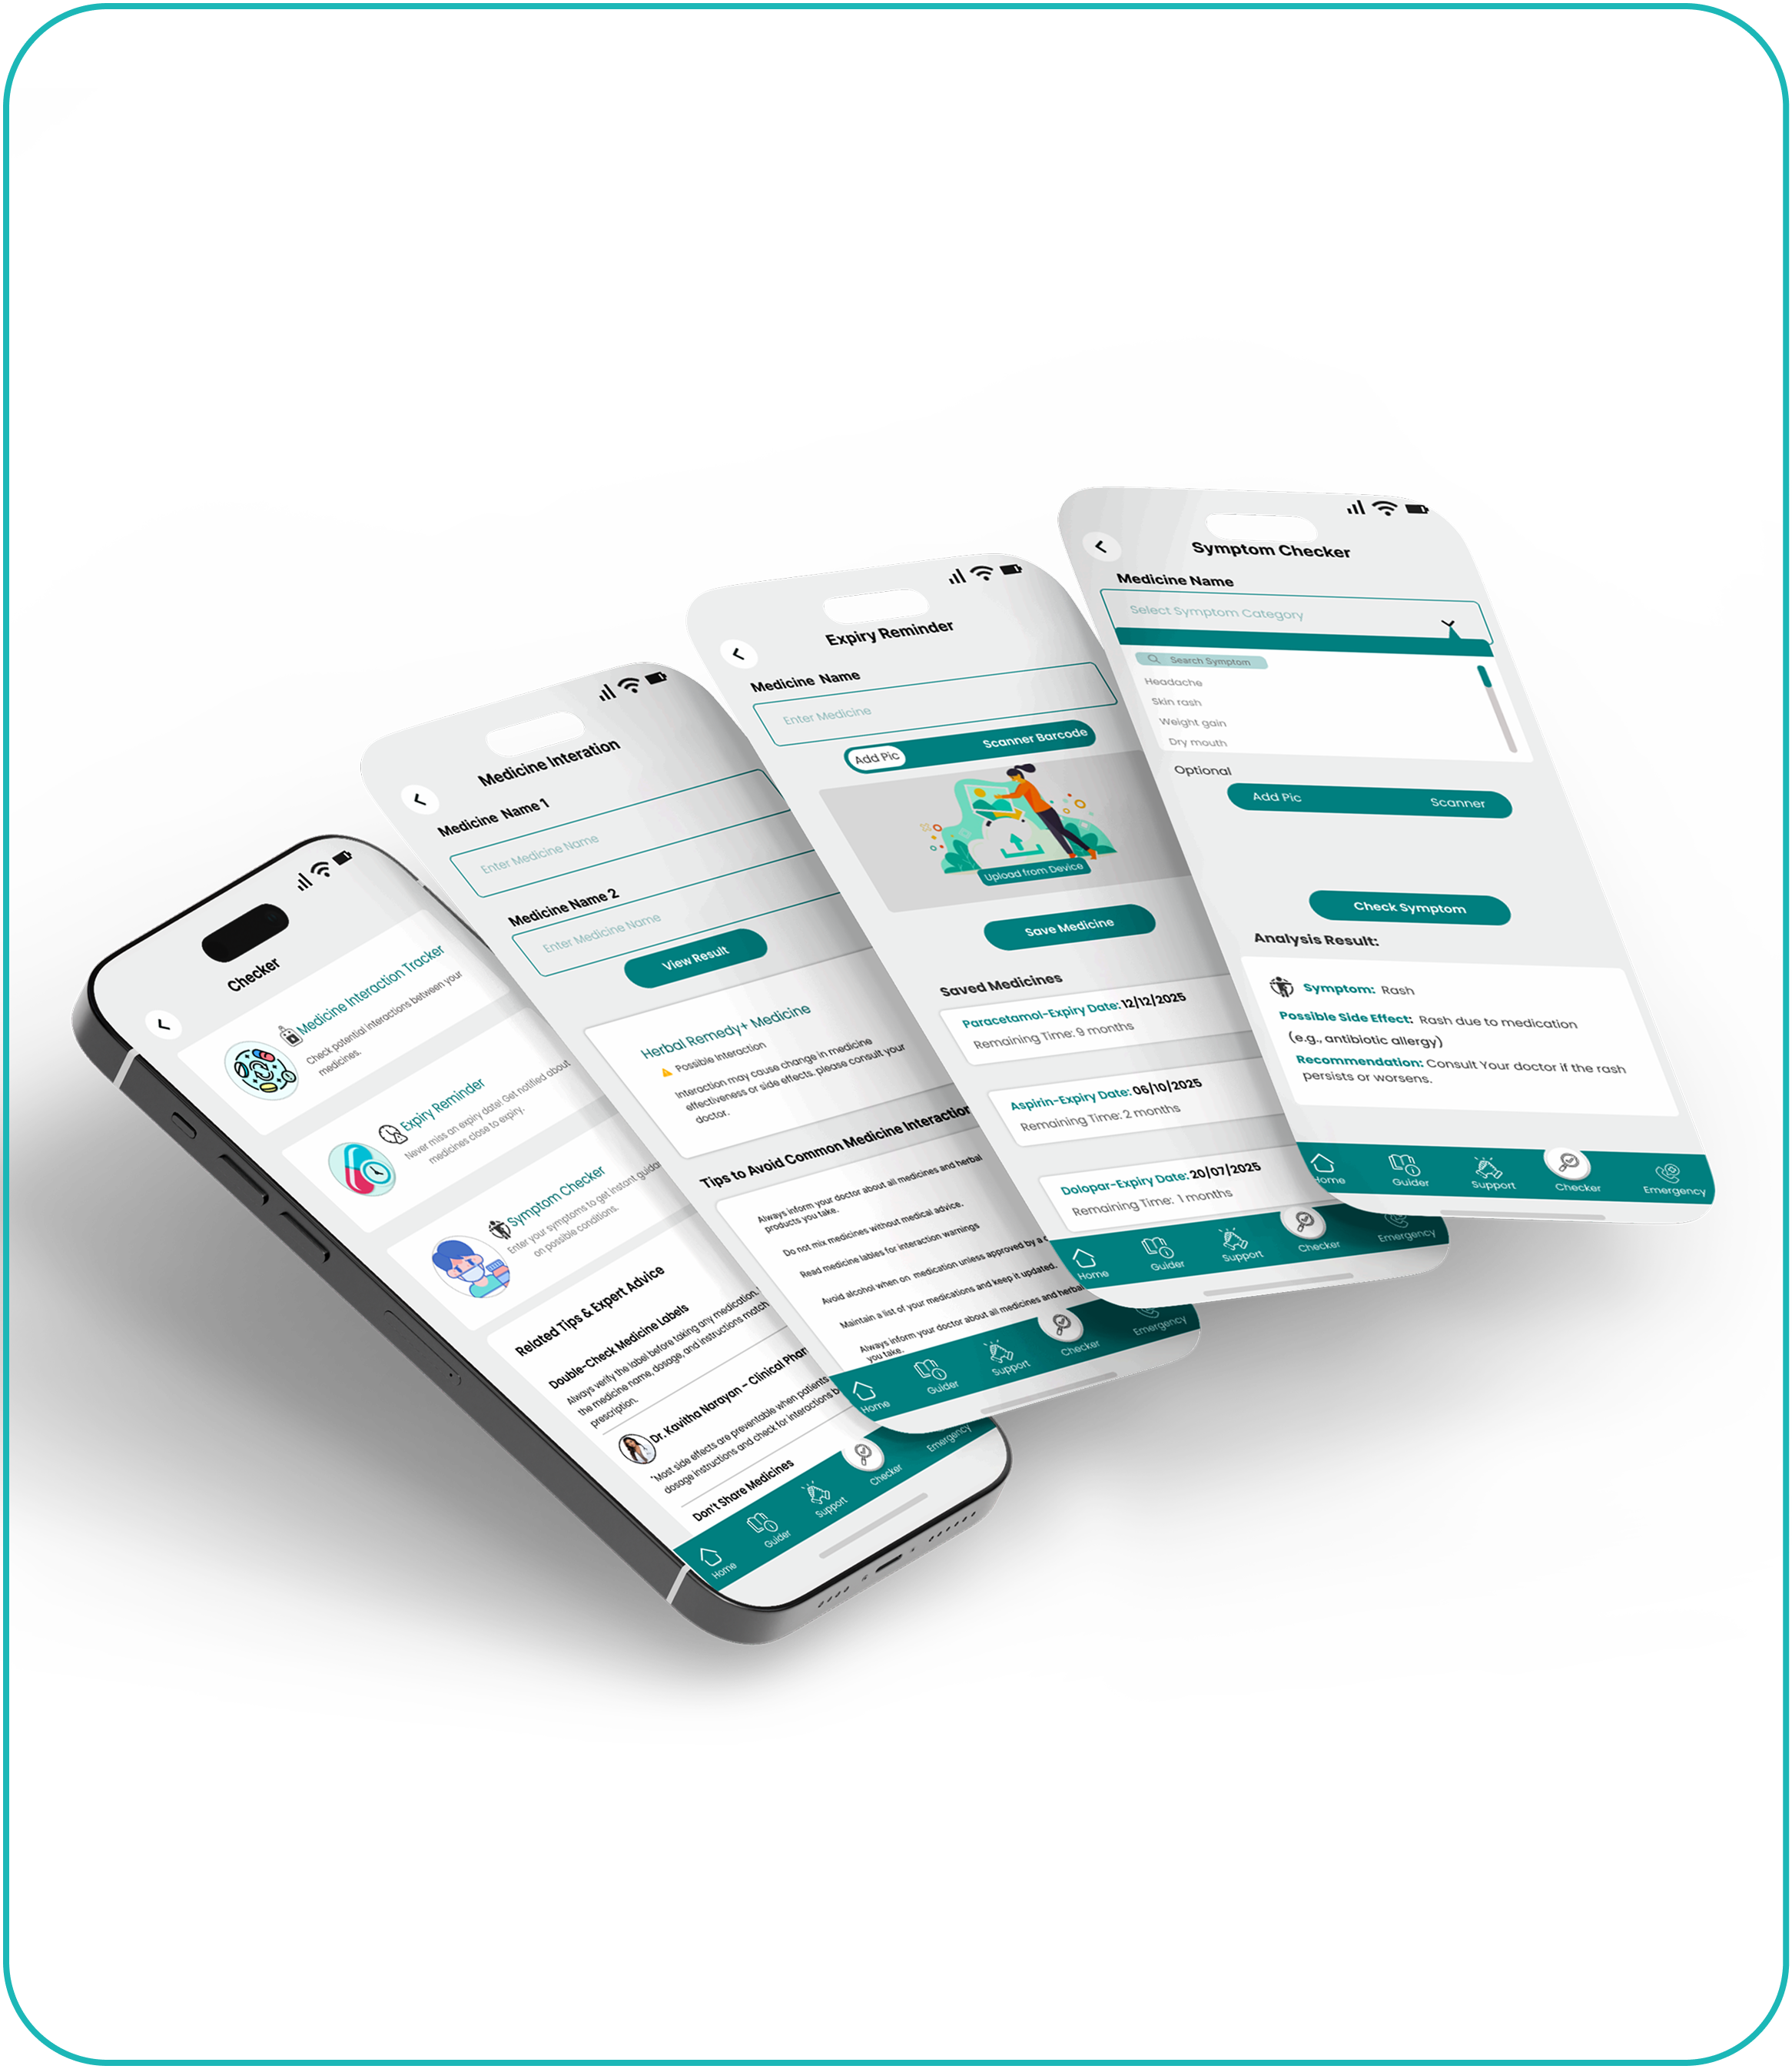 Checker
Medicine Interaction Tracker
Check potential interactions between your
medicines.
Expiry Reminder
Never miss an expiry date! Get notified about
medicines close to expiry.
Symptom Checker
Enter your symptoms to get instant
on possible conditions.
Related Tips & Expert Advice
Double-Check Medicine Labels
Always verify the label before taking any medication.
the medicine name, dosage, and instructions match
prescription.
Dr. Kavitha Narayan - Clinical
"Most side effects are preventable when patients
dosage instructions and check for interactions
Don't Share Medicines
Home
Guider
Support
Checker
Emergency
Medicine Interation
Medicine Name 1
Enter Medicine Name
Medicine Name 2
Enter Medicine Name
View Result
Herbal Remedy+ Medicine
Possible Interaction
Interaction may cause change in medicine
effectiveness or side effects. please consult your
doctor.
Tips to Avoid Common Medicine Interaction
Always inform your doctor about all medicines and herbal
products you take.
Do not mix medicines without medical advice.
Read medicine lables for interaction warnings
Avoid alcohol when on medication unless approved by a
Maintain a list of your medications and keep it updated.
Always inform your doctor about all medicines and herbal
you take.
Home
Guider
Support
Checker
Emergency
Expiry Reminder
Medicine Name
Enter Medicine
Add Pic
Scanner Barcode
Upload from Device
Save Medicine
Saved Medicines
Paracetamol-Expiry Date: 12/12/2025
Remaining Time: 9 months
Aspirin-Expiry Date: 06/10/2025
Remaining Time: 2 months
Dolopar-Expiry Date: 20/07/2025
Remaining Time: 1 months
Home
Guider
Support
Checker
Emergency
Symptom Checker
Medicine Name
Select Symptom Category
Search Symptom
Headache
Skin rash
Weight gain
Dry mouth
Optional
Add Pic
Scanner
Check Symptom
Analysis Result:
Symptom: Rash
Possible Side Effect: Rash due to medication
(e.g., antibiotic allergy)
Recommendation: Consult Your doctor if the rash
persists or worsens.
Home
Guider
Support
Checker
Emergency